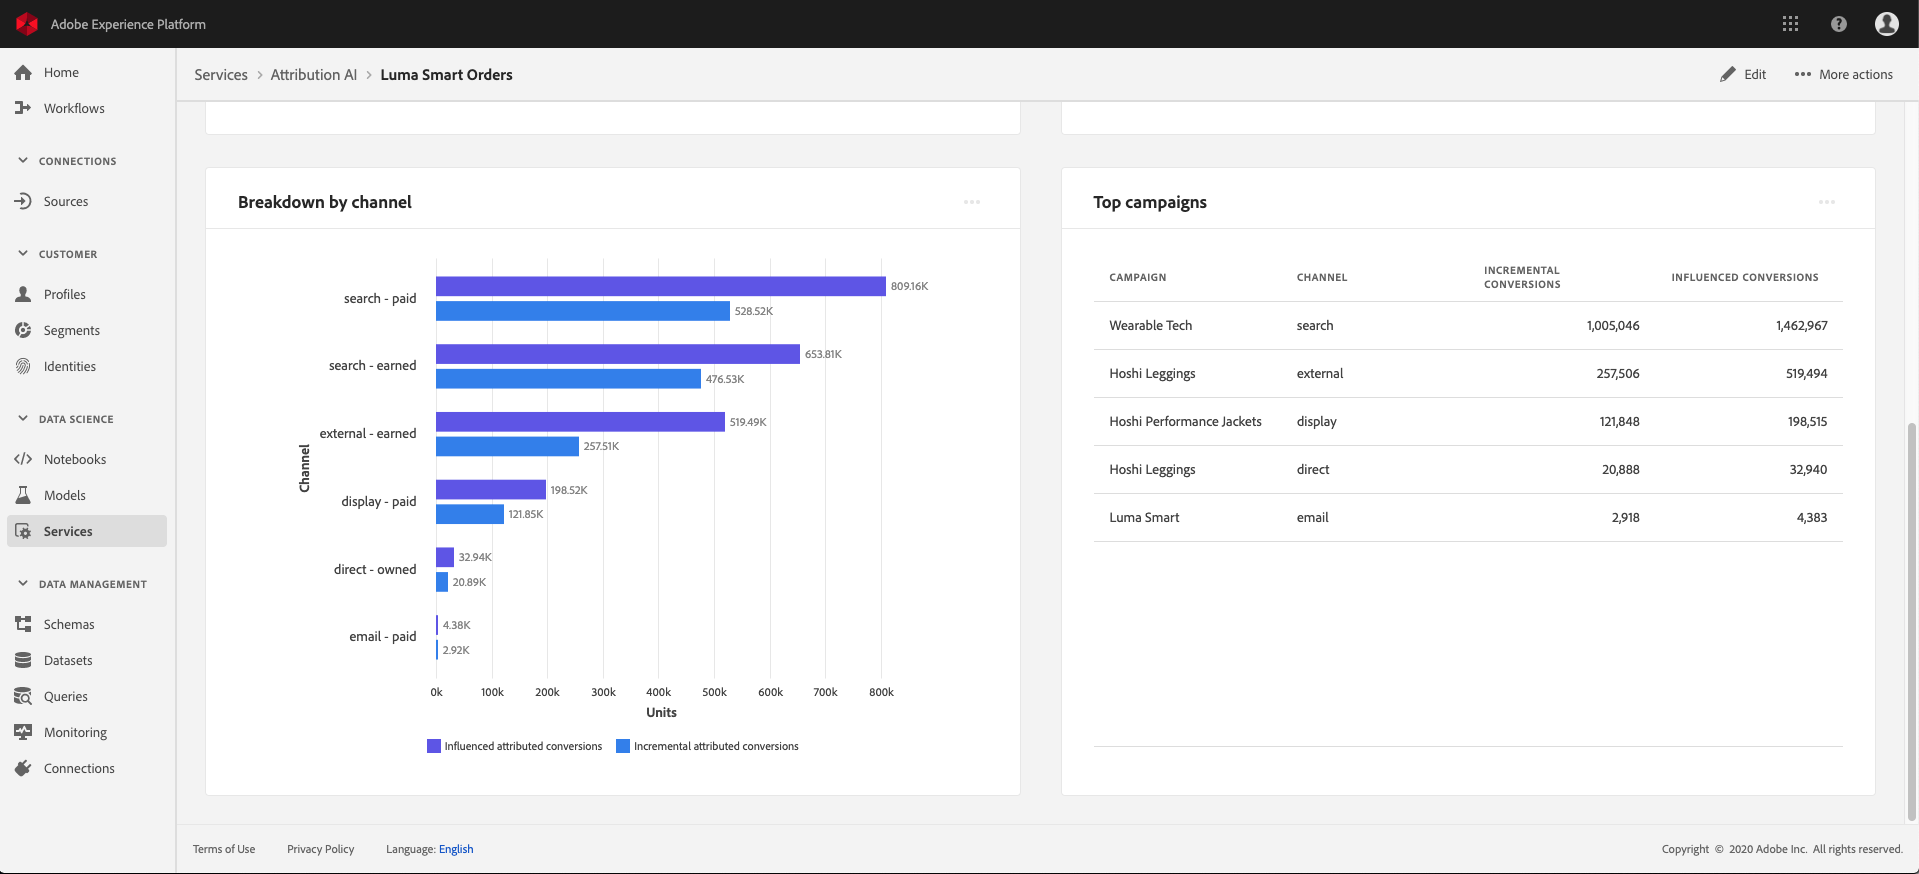 Adobe Experience Platform
Home
Workflows
CONNECTIONS
Sources
CUSTOMER
Profiles
Segments
Identities
DATA SCIENCE
Notebooks
Models
Services
DATA MANAGEMENT
Schemas
Datasets
Queries
Monitoring
Connections
Services > Attribution AI > Luma Smart Orders
Edit
More actions
Breakdown by channel
Channel
search - paid
809.16K
528.52K
search - earned
653.81K
476.53K
external - earned
519.49K
257.51K
display - paid
198.52K
121.85K
direct - owned
32.94K
20.89K
email - paid
4.38K
2.92K
0k 100k 200k 300k 400k 500k 600k 700k 800k
Units
Influenced attributed conversions Incremental attributed conversions
Top campaigns
CAMPAIGN CHANNEL INCREMENTAL CONVERSIONS INFLUENCED CONVERSIONS
Wearable Tech search 1,005,046 1,462,967
Hoshi Leggings external 257,506 519,494
Hoshi Performance Jackets display 121,848 198,515
Hoshi Leggings direct 20,888 32,940
Luma Smart email 2,918 4,383
Terms of Use Privacy Policy Language: English
Copyright © 2020 Adobe Inc. All rights reserved.